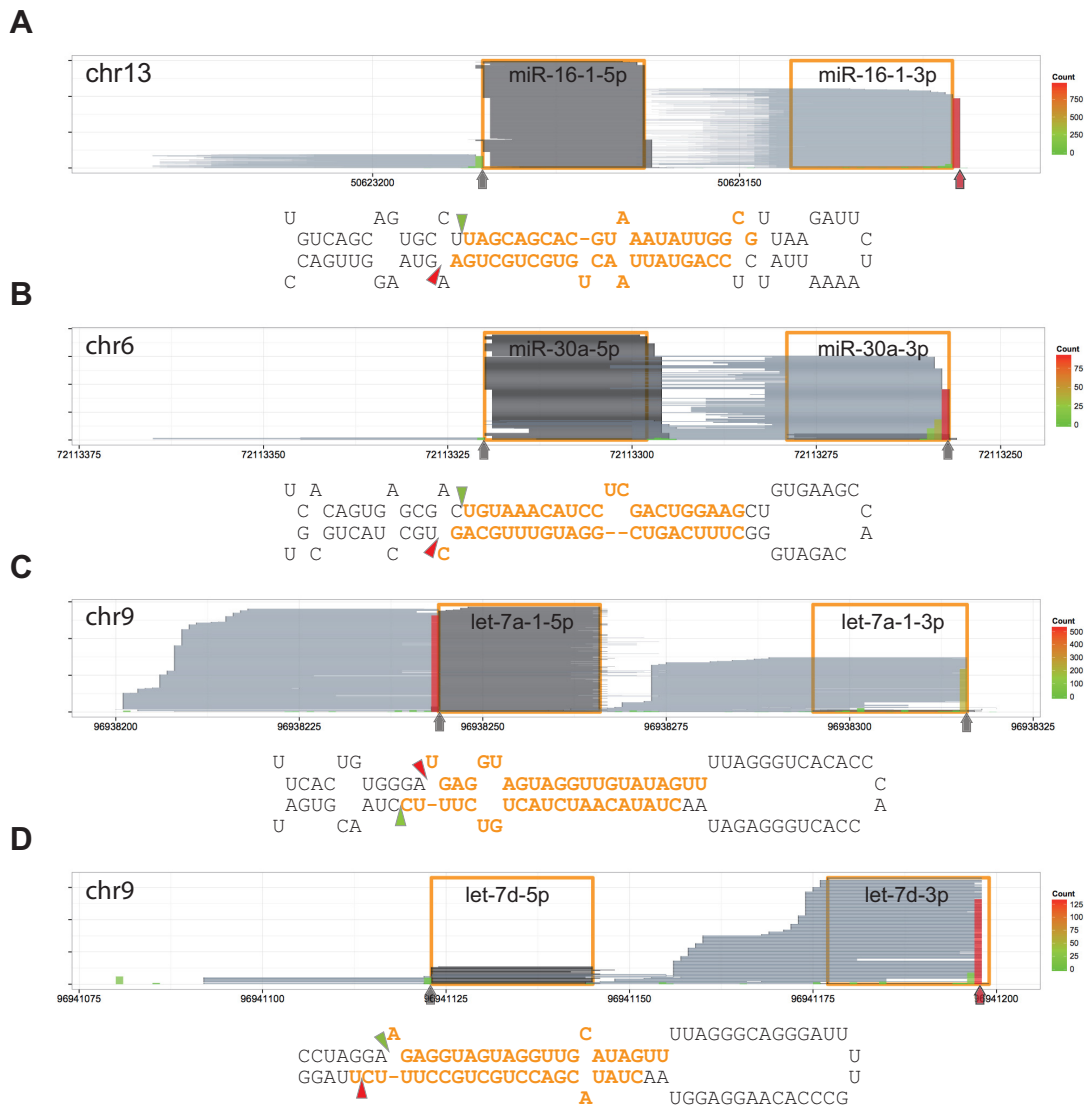 A
chr13
miR-16-1-5p
miR-16-1-3p
Count
750
500
250
0
50623200
50623150
U AG C A C U GAUU
GUCAGC UGC UUAGCAGCAC-GU AAUAUUGG G UAA C
CAGUUG AUG AGUCGUCGUG CA UUAUGACC C AUU U
C GA A U A U U AAAA
B
chr6
miR-30a-5p
miR-30a-3p
Count
75
50
25
0
72113375
72113350
72113325
72113300
72113275
72113250
U A A A UC GUGAAGC
C CAGUG GCG CUGUAAACAUCC GACUGGAAGCU C
G GUCAU CGU GACGUUUGUAGG--CUGACUUUCGG A
U C C C GUAGAC
C
chr9
let-7a-1-5p
let-7a-1-3p
Count
500
400
300
200
100
0
96938200
96938225
96938250
96938275
96938300
96938325
U UG U GU UUAGGGUCACACC
UCAC UGGGA GAG AGUAGGUUGUAUAGUU C
AGUG AUCCU-UUC UCAUCUAACAUAUCAA A
U CA UG UAGAGGGUCACC
D
chr9
let-7d-5p
let-7d-3p
Count
125
100
75
50
25
0
96941075
96941100
96941125
96941150
96941175
96941200
A C UUAGGGCAGGGAUU
CCUAGGA GAGGUAGUAGGUUG AUAGUU U
GGAUUCU-UUCCGUCGUCCAGC UAUCAA U
A UGGAGGAACACCCG